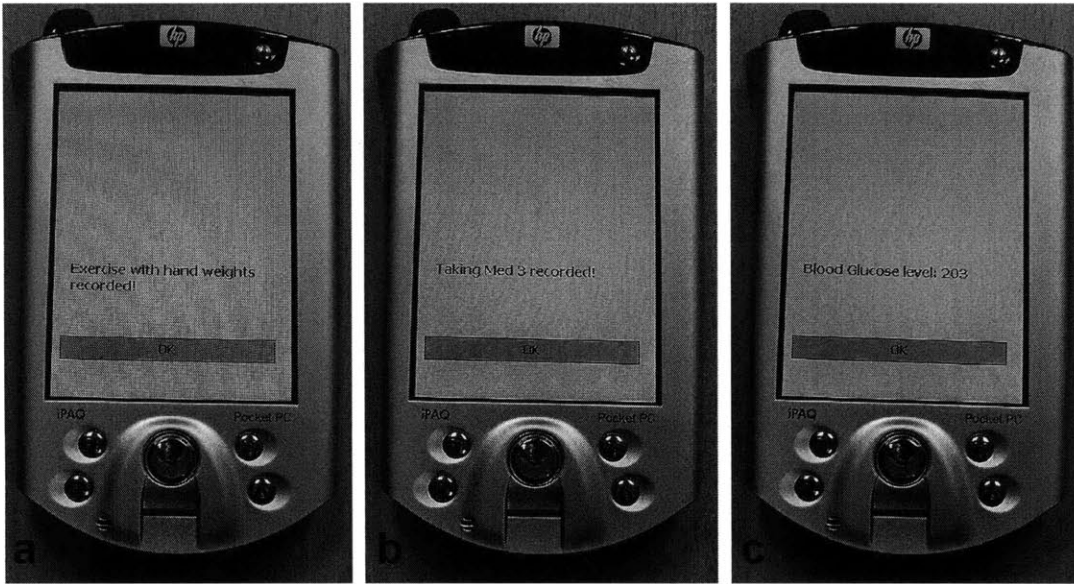 hp
Exercise with hand weights
recorded!
OK
iPAQ
Pocket PC
a
hp
Taking Med 3 recorded!
OK
iPAQ
Pocket PC
b
hp
Blood Glucose level: 203
OK
iPAQ
Pocket PC
c